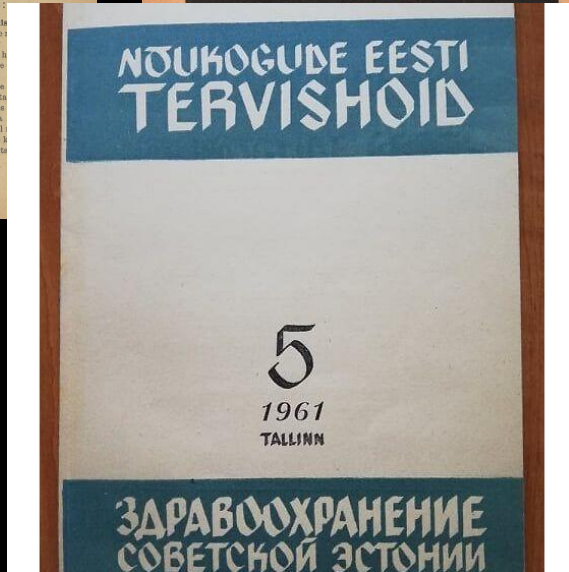 NÕUKOGUDE EESTI
TERVISHOID
5
1961
TALLINN
ЗДРАВООХРАНЕНИЕ
СОВЕТСКОЙ ЭСТОНИИ